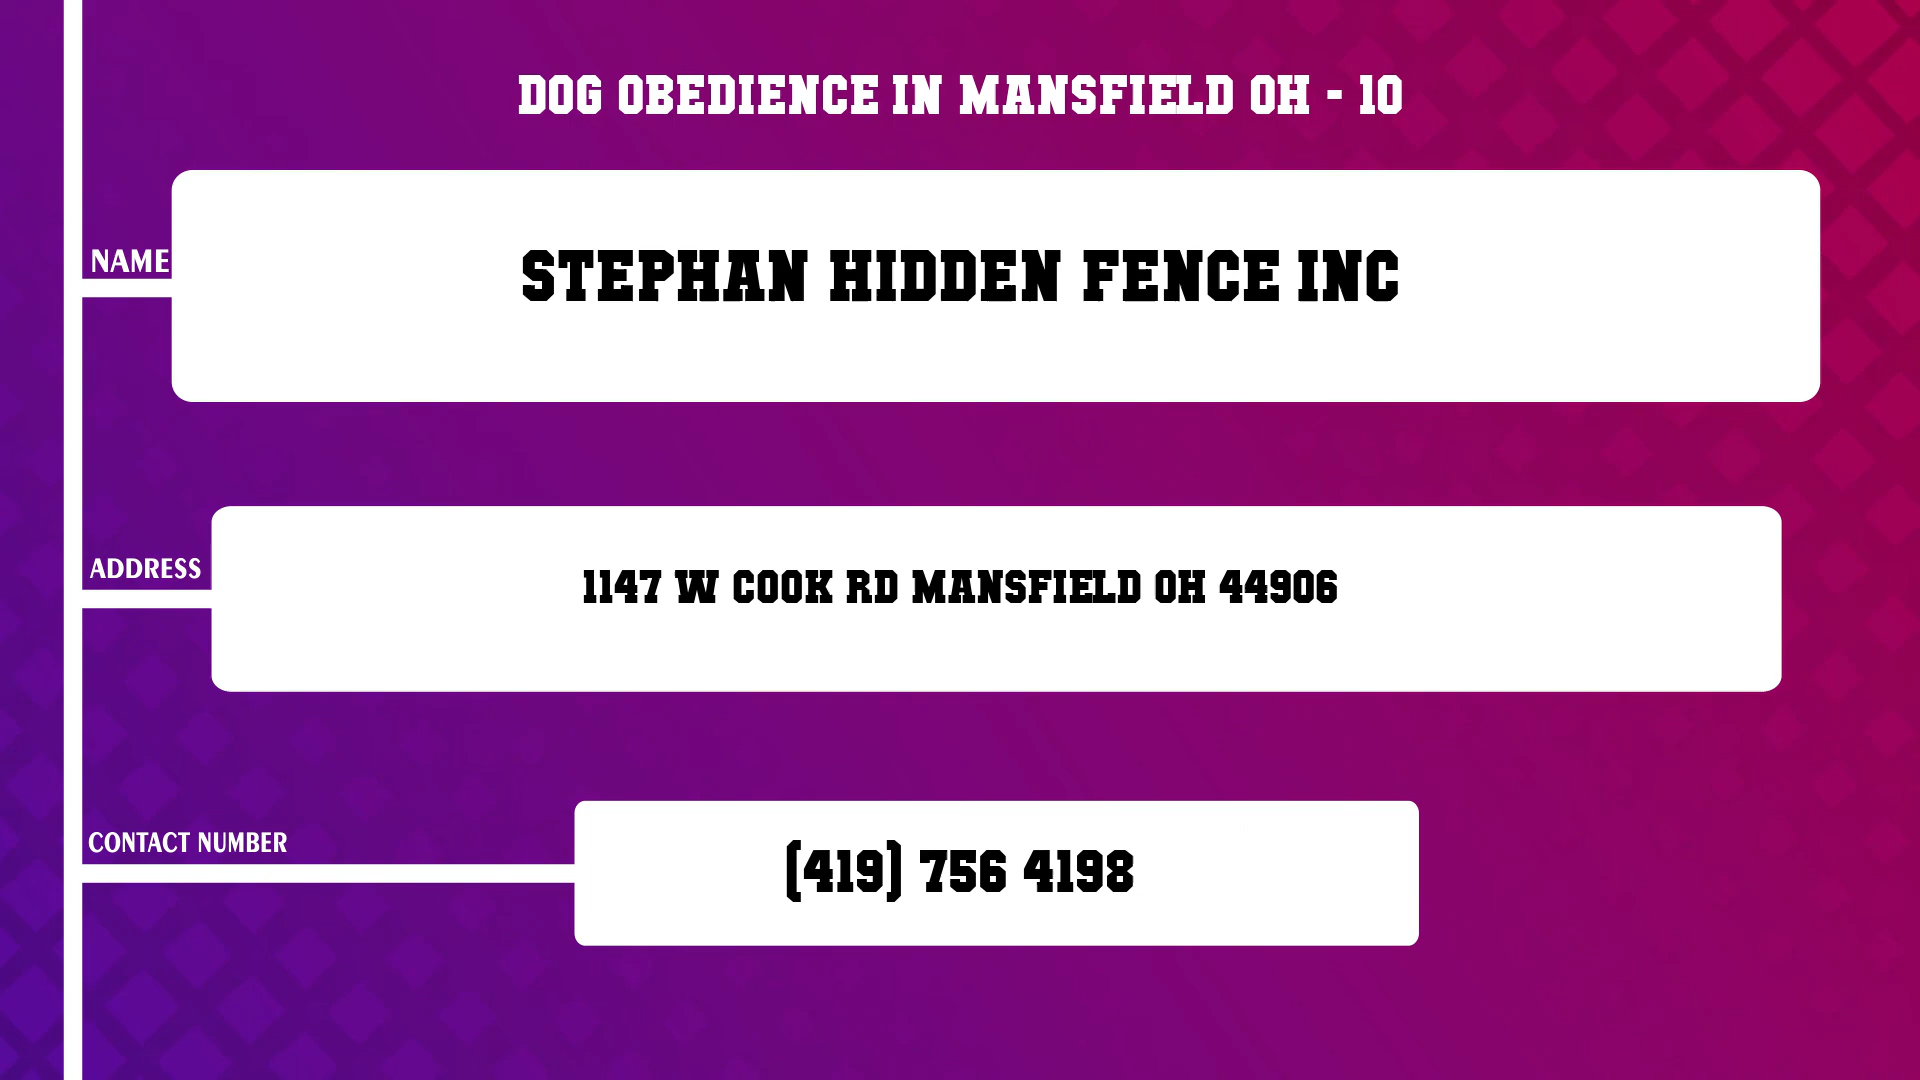 DOG OBEDIENCE IN MANSFIELD OH - 10
NAME
STEPHAN HIDDEN FENCE INC
ADDRESS
1147 W COOK RD MANSFIELD OH 44906
CONTACT NUMBER
(419) 756 4198